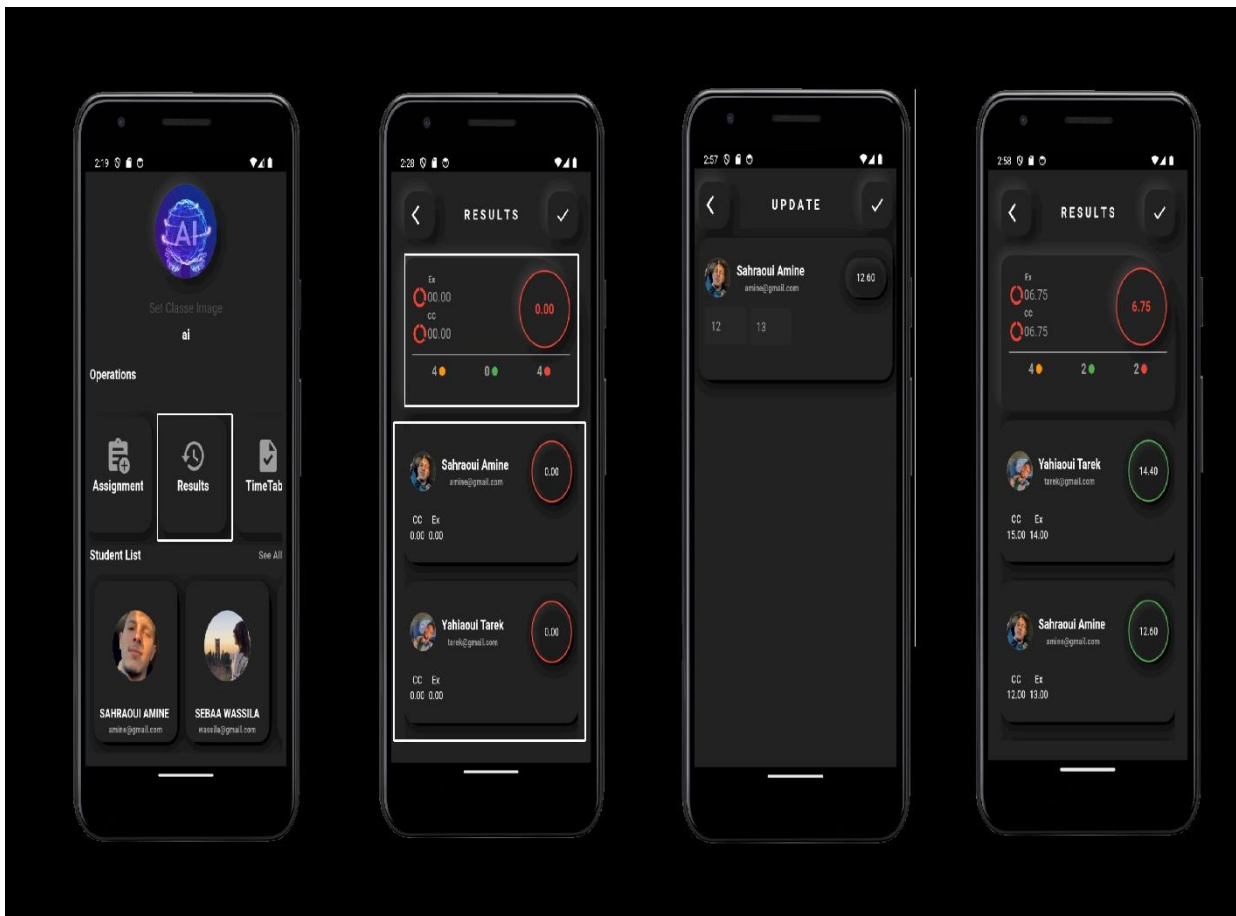 2:19
AI
Set Classe Image
ai
Operations
Assignment
Results
TimeTab
Student List
See All
SAHRAOUI AMINE
amine@gmail.com
SEBAA WASSILA
wassila@gmail.com
2:28
RESULTS
Ex
00.00
CC
00.00
0.00
4
0
4
Sahraoui Amine
amine@gmail.com
0.00
CC Ex
0.00 0.00
Yahiaoui Tarek
tarek@gmail.com
0.00
CC Ex
0.00 0.00
2:57
UPDATE
Sahraoui Amine
amine@gmail.com
12.60
12
13
2:58
RESULTS
Ex
06.75
CC
06.75
6.75
4
2
2
Yahiaoui Tarek
tarek@gmail.com
14.40
CC Ex
15.00 14.00
Sahraoui Amine
amine@gmail.com
12.60
CC Ex
12.00 13.00